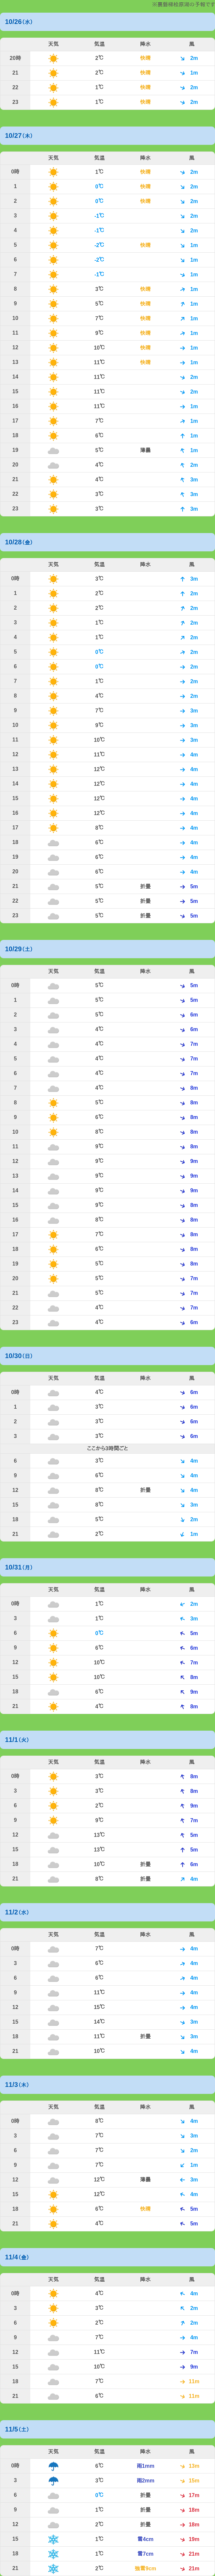 ※裏磐梯桧原湖の予報です
10/26(水)
天気 気温 降水 風
20時 2℃ 快晴 2m
21 2℃ 快晴 1m
22 1℃ 快晴 2m
23 1℃ 快晴 2m
10/27(木)
天気 気温 降水 風
0時 1℃ 快晴 2m
1 0℃ 快晴 2m
2 0℃ 快晴 2m
3 -1℃ 2m
4 -1℃ 2m
5 -2℃ 快晴 1m
6 -2℃ 1m
7 -1℃ 1m
8 3℃ 快晴 1m
9 5℃ 快晴 1m
10 7℃ 快晴 1m
11 9℃ 快晴 1m
12 10℃ 快晴 1m
13 11℃ 快晴 1m
14 11℃ 2m
15 11℃ 2m
16 11℃ 1m
17 7℃ 1m
18 6℃ 1m
19 5℃ 薄曇 1m
20 4℃ 2m
21 4℃ 3m
22 3℃ 3m
23 3℃ 3m
10/28(金)
天気 気温 降水 風
0時 3℃ 3m
1 2℃ 2m
2 2℃ 2m
3 1℃ 2m
4 1℃ 2m
5 0℃ 2m
6 0℃ 2m
7 1℃ 2m
8 4℃ 2m
9 7℃ 3m
10 9℃ 3m
11 10℃ 3m
12 11℃ 4m
13 12℃ 4m
14 12℃ 4m
15 12℃ 4m
16 12℃ 4m
17 8℃ 4m
18 6℃ 4m
19 6℃ 4m
20 6℃ 4m
21 5℃ 折曇 5m
22 5℃ 折曇 5m
23 5℃ 折曇 5m
10/29(土)
天気 気温 降水 風
0時 5℃ 5m
1 5℃ 5m
2 5℃ 6m
3 4℃ 6m
4 4℃ 7m
5 4℃ 7m
6 4℃ 7m
7 4℃ 8m
8 5℃ 8m
9 6℃ 8m
10 8℃ 8m
11 9℃ 8m
12 9℃ 9m
13 9℃ 9m
14 9℃ 9m
15 9℃ 8m
16 8℃ 8m
17 7℃ 8m
18 6℃ 8m
19 5℃ 8m
20 5℃ 7m
21 5℃ 7m
22 4℃ 7m
23 4℃ 6m
10/30(日)
天気 気温 降水 風
0時 4℃ 6m
1 3℃ 6m
2 3℃ 6m
3 3℃ 6m
ここから3時間ごと
6 3℃ 4m
9 6℃ 4m
12 8℃ 折曇 4m
15 8℃ 3m
18 5℃ 2m
21 2℃ 1m
10/31(月)
天気 気温 降水 風
0時 1℃ 2m
3 1℃ 3m
6 0℃ 5m
9 6℃ 6m
12 10℃ 7m
15 10℃ 8m
18 6℃ 9m
21 4℃ 8m
11/1(火)
天気 気温 降水 風
0時 3℃ 8m
3 3℃ 8m
6 2℃ 9m
9 9℃ 7m
12 13℃ 5m
15 13℃ 5m
18 10℃ 折曇 6m
21 8℃ 折曇 4m
11/2(水)
天気 気温 降水 風
0時 7℃ 4m
3 6℃ 4m
6 6℃ 4m
9 11℃ 4m
12 15℃ 4m
15 14℃ 3m
18 11℃ 折曇 3m
21 10℃ 4m
11/3(木)
天気 気温 降水 風
0時 8℃ 4m
3 7℃ 3m
6 7℃ 2m
9 7℃ 1m
12 12℃ 薄曇 3m
15 12℃ 4m
18 6℃ 快晴 5m
21 4℃ 5m
11/4(金)
天気 気温 降水 風
0時 4℃ 4m
3 3℃ 2m
6 2℃ 2m
9 7℃ 4m
12 11℃ 7m
15 10℃ 9m
18 7℃ 11m
21 6℃ 11m
11/5(土)
天気 気温 降水 風
0時 6℃ 雨1mm 13m
3 3℃ 雨2mm 15m
6 0℃ 折曇 17m
9 1℃ 折曇 18m
12 2℃ 折曇 18m
15 1℃ 雪4cm 19m
18 1℃ 雪7cm 21m
21 2℃ 強雪9cm 21m